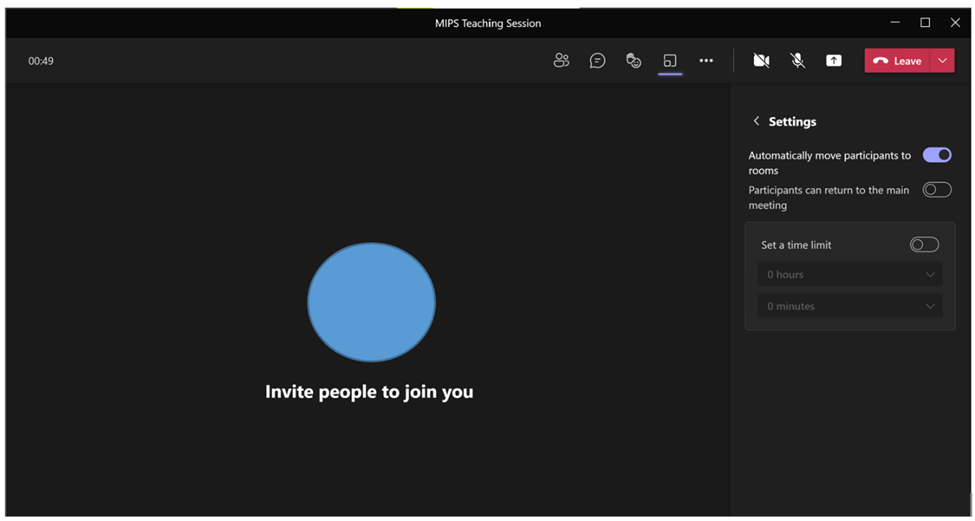 MIPS Teaching Session
00:49
Leave
Settings
Automatically move participants to
rooms
Participants can return to the main
meeting
Set a time limit
0 hours
0 minutes
Invite people to join you